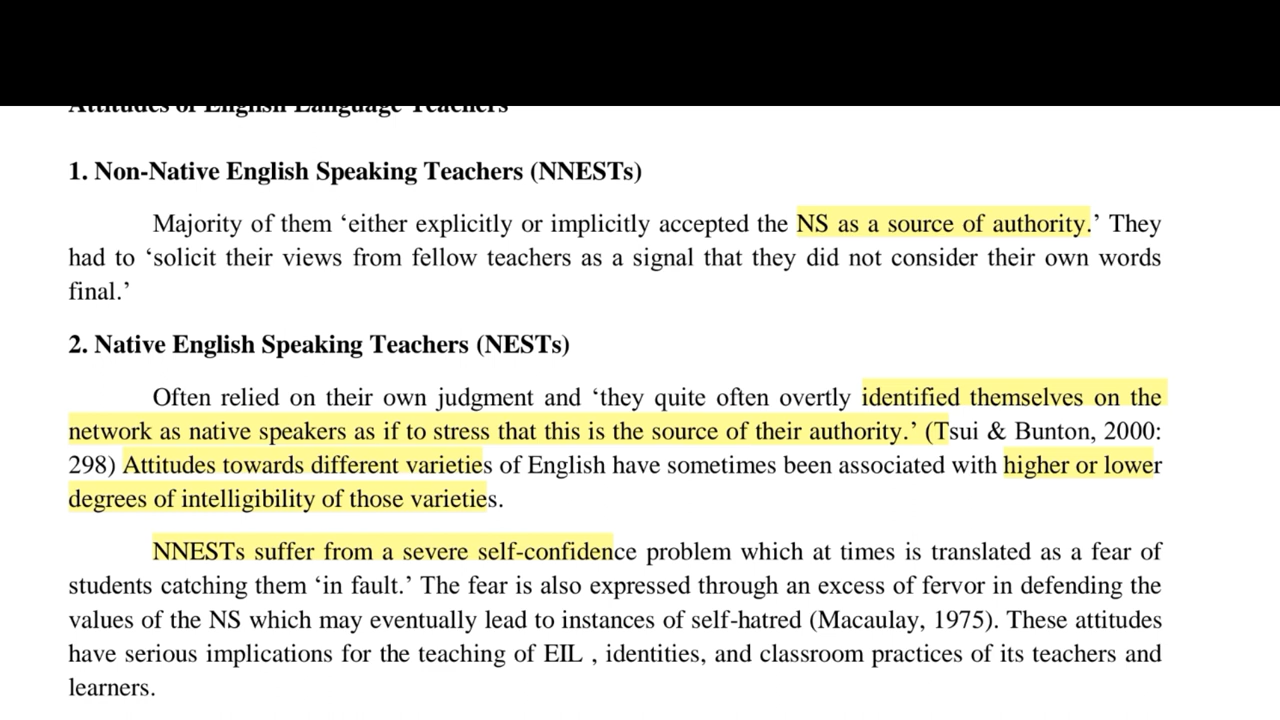 Attitudes of English Language Teachers
1. Non-Native English Speaking Teachers (NNESTs)
Majority of them ‘either explicitly or implicitly accepted the NS as a source of authority.’ They
had to ‘solicit their views from fellow teachers as a signal that they did not consider their own words
final.’
2. Native English Speaking Teachers (NESTs)
Often relied on their own judgment and ‘they quite often overtly identified themselves on the
network as native speakers as if to stress that this is the source of their authority.’ (Tsui & Bunton, 2000:
298) Attitudes towards different varieties of English have sometimes been associated with higher or lower
degrees of intelligibility of those varieties.
NNESTs suffer from a severe self-confidence problem which at times is translated as a fear of
students catching them ‘in fault.’ The fear is also expressed through an excess of fervor in defending the
values of the NS which may eventually lead to instances of self-hatred (Macaulay, 1975). These attitudes
have serious implications for the teaching of EIL , identities, and classroom practices of its teachers and
learners.